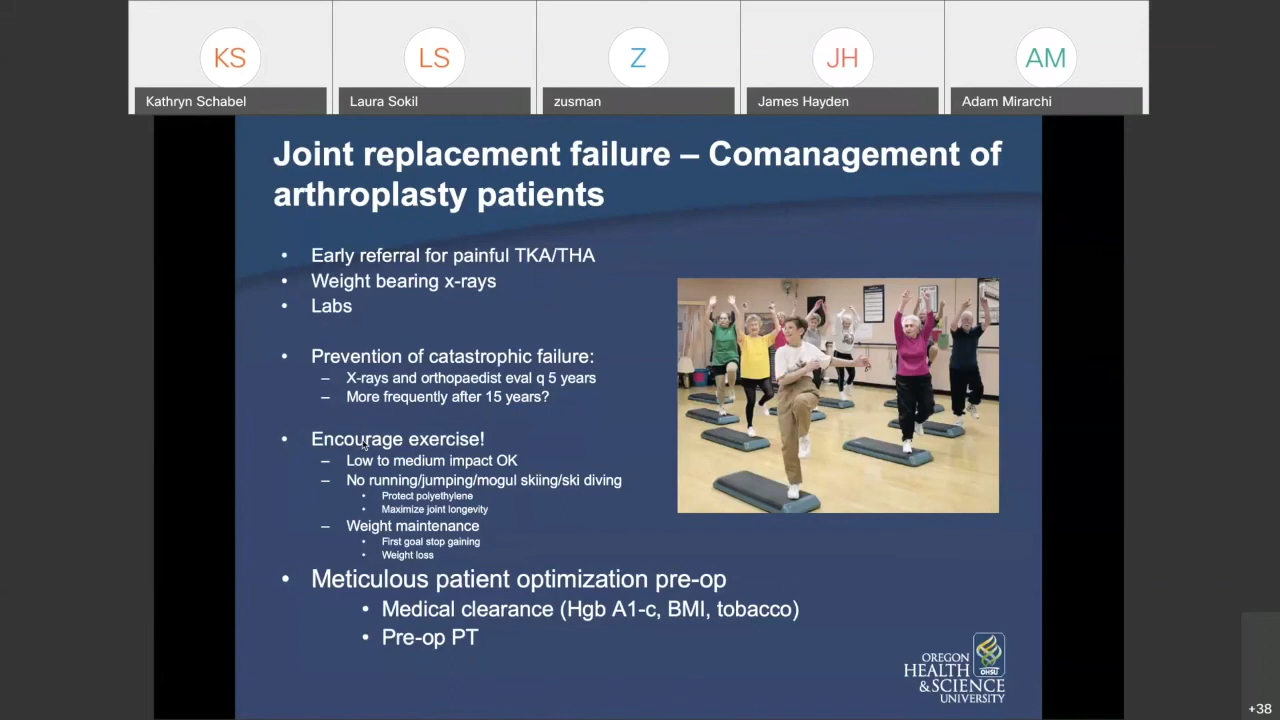 KS
LS
Z
JH
AM
Kathryn Schabel
Laura Sokil
zusman
James Hayden
Adam Mirarchi
Joint replacement failure – Comanagement of
arthroplasty patients
• Early referral for painful TKA/THA
• Weight bearing x-rays
• Labs
• Prevention of catastrophic failure:
– X-rays and orthopaedist eval q 5 years
– More frequently after 15 years?
• Encourage exercise!
– Low to medium impact OK
– No running/jumping/mogul skiing/ski diving
• Protect polyethylene
• Maximize joint longevity
– Weight maintenance
• First goal stop gaining
• Weight loss
• Meticulous patient optimization pre-op
• Medical clearance (Hgb A1-c, BMI, tobacco)
• Pre-op PT
OREGON
HEALTH
&SCIENCE
UNIVERSITY
OHSU
+38